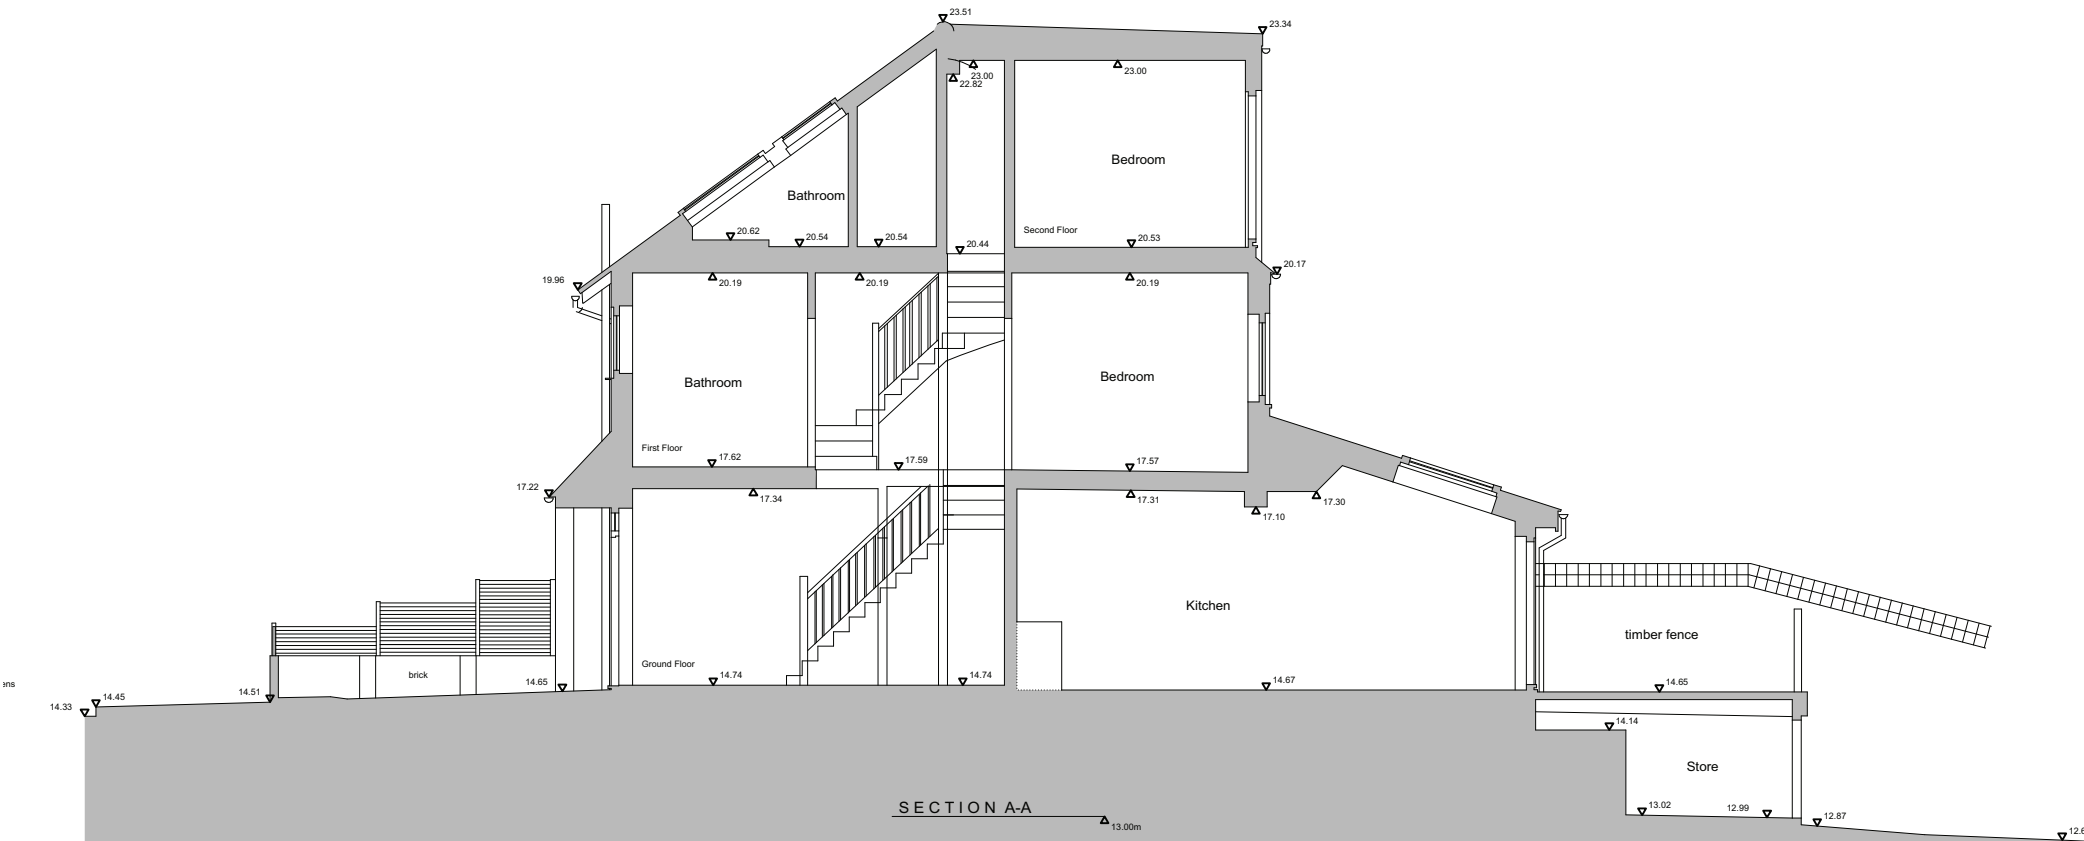 23.51
23.34
23.00
23.00
22.82
Bedroom
Bathroom
20.62
20.54
20.54
20.44
Second Floor
20.53
19.96
20.17
20.19
20.19
20.19
Bathroom
Bedroom
First Floor
17.62
17.59
17.57
17.22
17.34
17.31
17.30
17.10
Kitchen
timber fence
Ground Floor
brick
14.74
14.74
14.67
14.65
14.65
ens
14.51
14.45
14.33
14.14
Store
SECTION A-A
13.00m
13.02
12.99
12.87